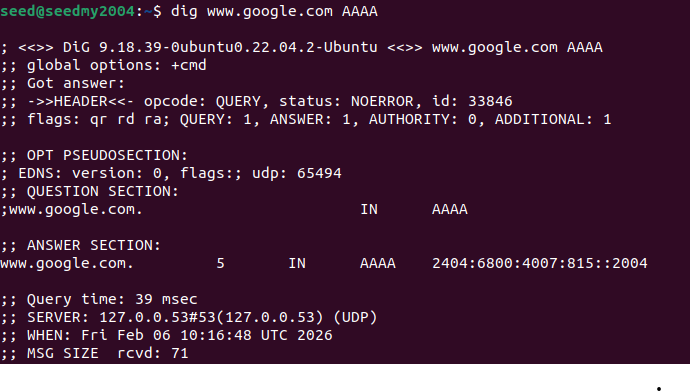 seed@seedmy2004:~$ dig www.google.com AAAA
; <<>> DiG 9.18.39-0ubuntu0.22.04.2-Ubuntu <<>> www.google.com AAAA
;; global options: +cmd
;; Got answer:
;; ->>HEADER<<- opcode: QUERY, status: NOERROR, id: 33846
;; flags: qr rd ra; QUERY: 1, ANSWER: 1, AUTHORITY: 0, ADDITIONAL: 1
;; OPT PSEUDOSECTION:
; EDNS: version: 0, flags:; udp: 65494
;; QUESTION SECTION:
;www.google.com. IN AAAA
;; ANSWER SECTION:
www.google.com. 5 IN AAAA 2404:6800:4007:815::2004
;; Query time: 39 msec
;; SERVER: 127.0.0.53#53(127.0.0.53) (UDP)
;; WHEN: Fri Feb 06 10:16:48 UTC 2026
;; MSG SIZE  rcvd: 71
.